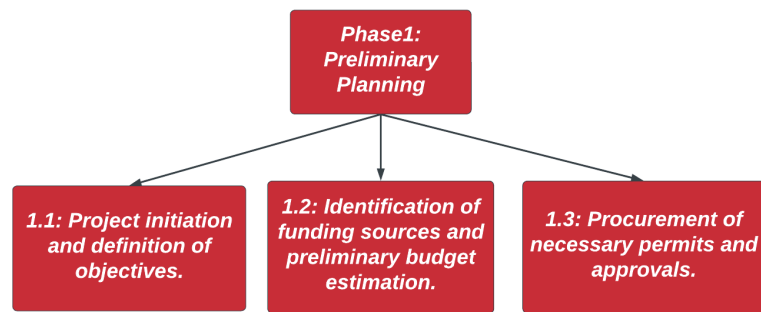 Phase1:
Preliminary
Planning
1.1: Project initiation
and definition of
objectives.
1.2: Identification of
funding sources and
preliminary budget
estimation.
1.3: Procurement of
necessary permits and
approvals.